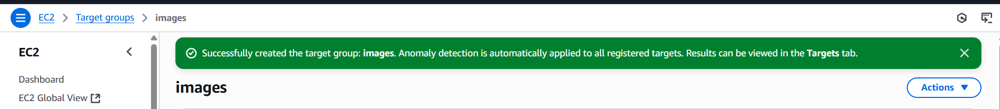 EC2 > Target groups > images
EC2
Successfully created the target group: images. Anomaly detection is automatically applied to all registered targets. Results can be viewed in the Targets tab.
Dashboard
EC2 Global View
images
Actions